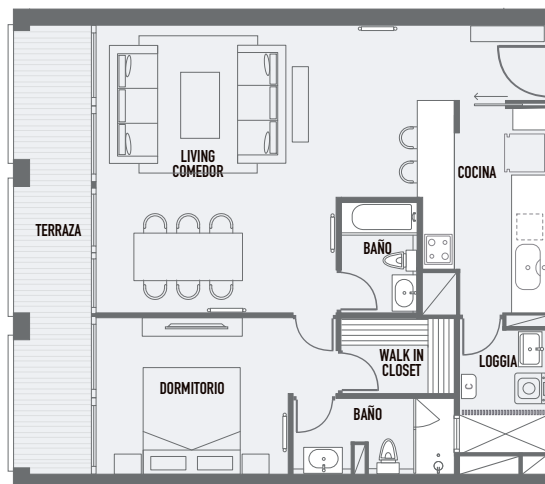 LIVING
COMEDOR
COCINA
TERRAZA
BAÑO
WALK IN
CLOSET
LOGGIA
C
DORMITORIO
BAÑO